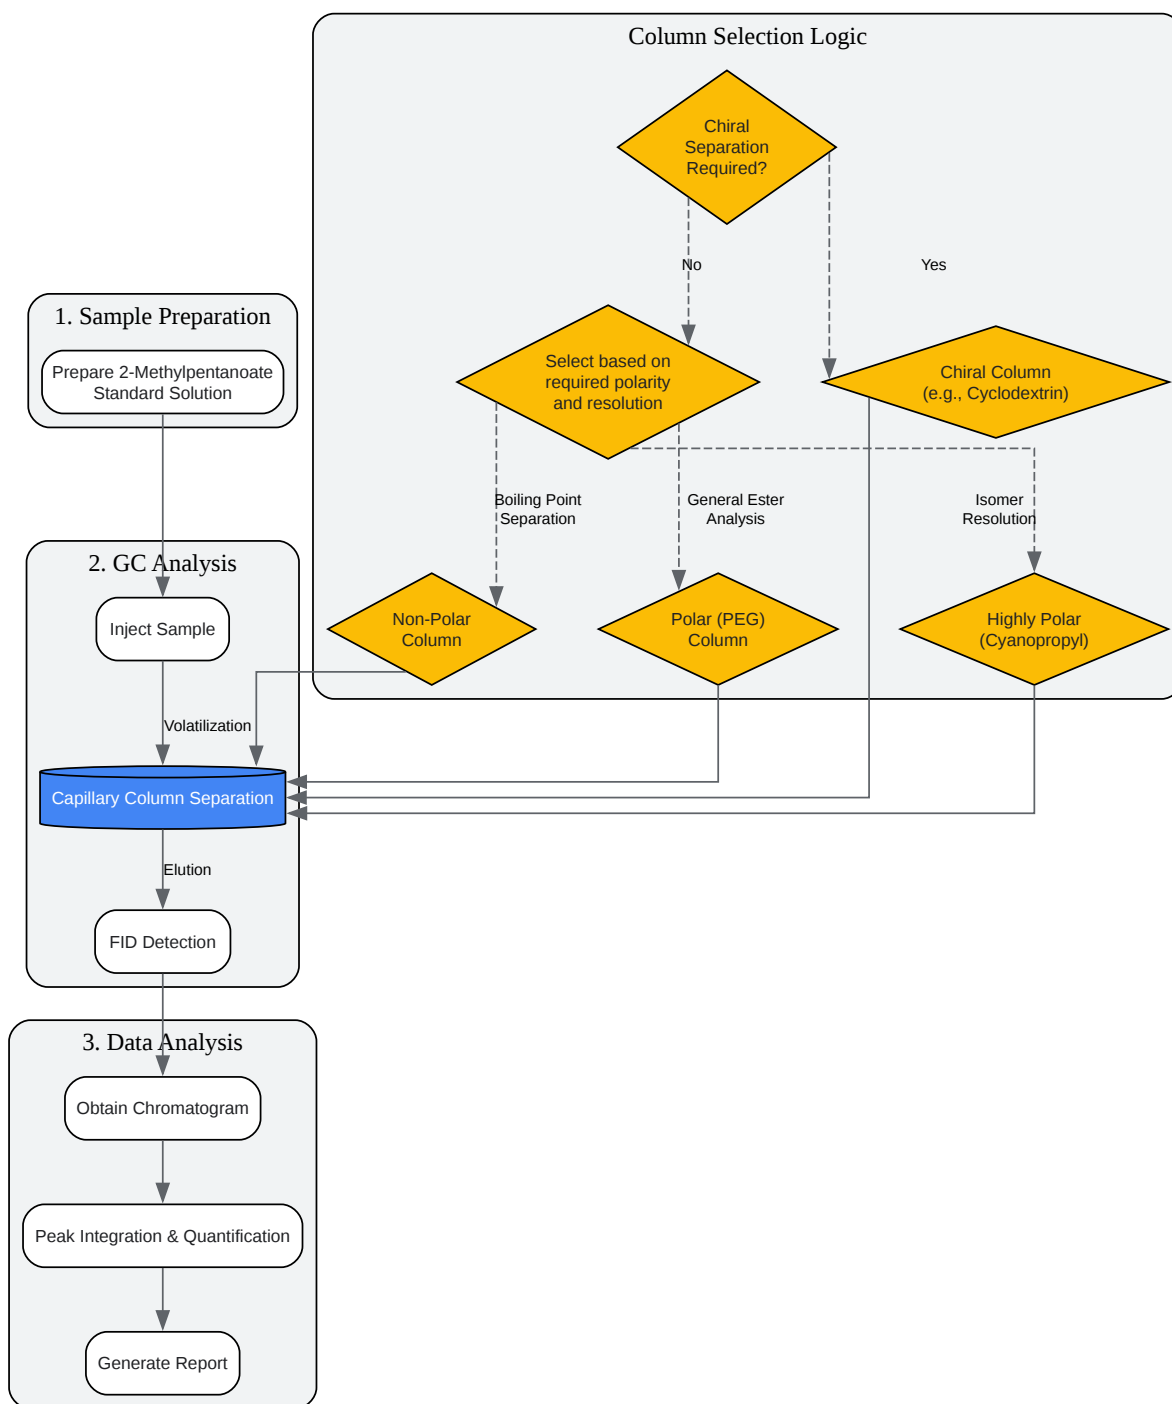 Column Selection Logic
Chiral
Separation
Required?
No
Yes
Select based on
required polarity
and resolution
Chiral Column
(e.g., Cyclodextrin)
Boiling Point
Separation
General Ester
Analysis
Isomer
Resolution
Non-Polar
Column
Polar (PEG)
Column
Highly Polar
(Cyanopropyl)
1. Sample Preparation
Prepare 2-Methylpentanoate
Standard Solution
2. GC Analysis
Inject Sample
Volatilization
Capillary Column Separation
Elution
FID Detection
3. Data Analysis
Obtain Chromatogram
Peak Integration & Quantification
Generate Report